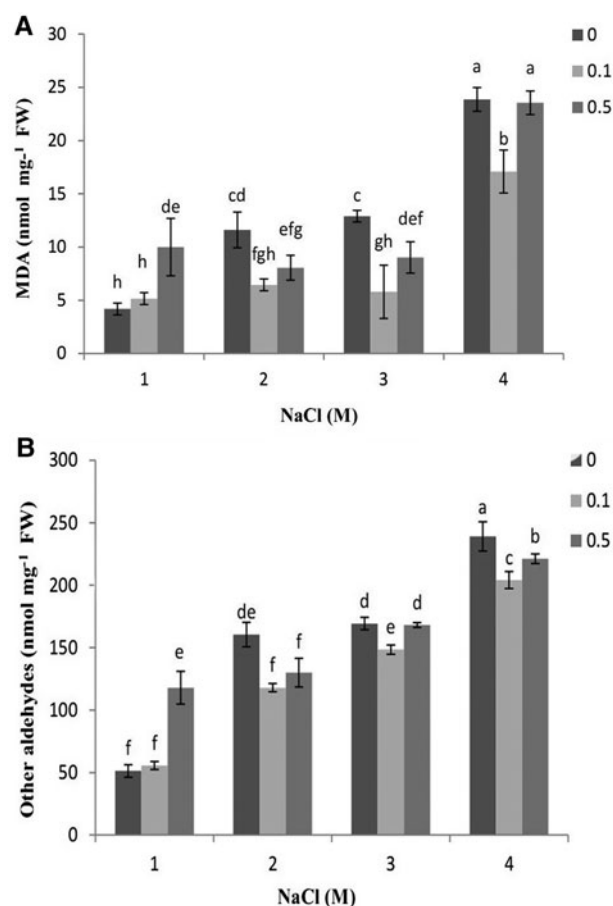 A
MDA (nmol mg-¹ FW)
30
25
20
15
10
5
0
h
h
de
cd
fgh
efg
c
gh
def
a
b
a
1
2
3
4
NaCl (M)
0
0.1
0.5
B
Other aldehydes (nmol mg⁻¹ FW)
300
250
200
150
100
50
0
f
f
e
de
f
f
d
e
d
a
c
b
1
2
3
4
NaCl (M)
0
0.1
0.5